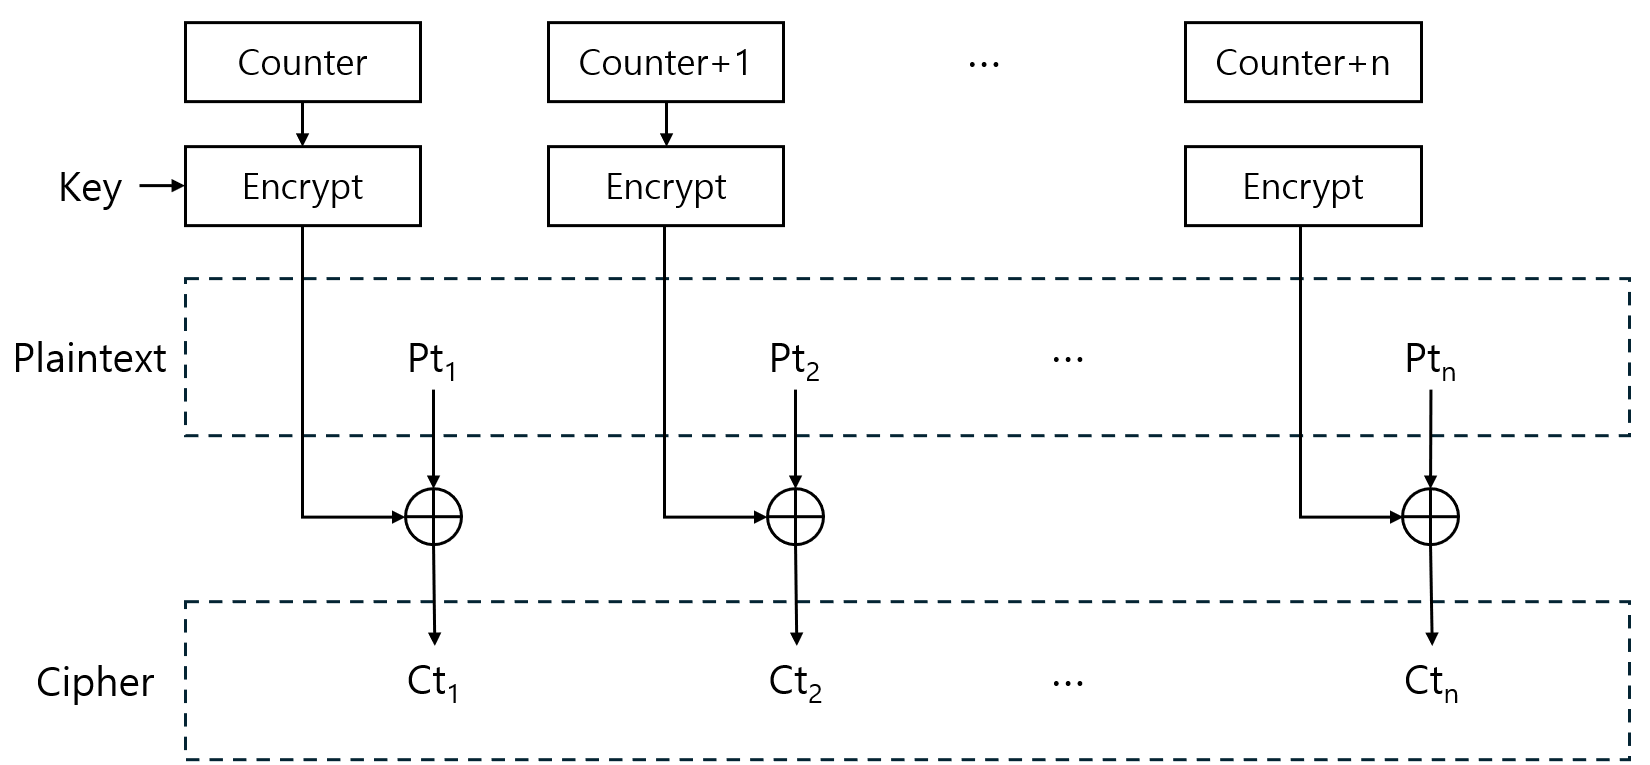 Counter Counter+1 ... Counter+n
Key Encrypt Encrypt Encrypt
Plaintext Pt₁ Pt₂ ... Ptₙ
Cipher Ct₁ Ct₂ ... Ctₙ